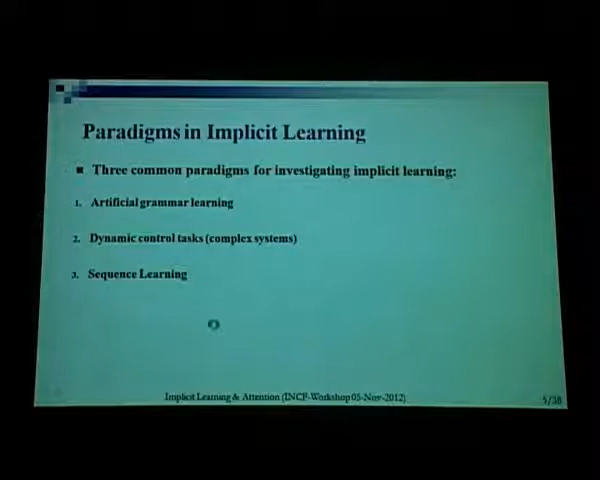 Paradigms in Implicit Learning
Three common paradigms for investigating implicit learning:
1. Artificial grammar learning
2. Dynamic control tasks (complex systems)
3. Sequence Learning
Implicit Learning & Attention (INCF-Workshop 05-Nov-2012)
5/38